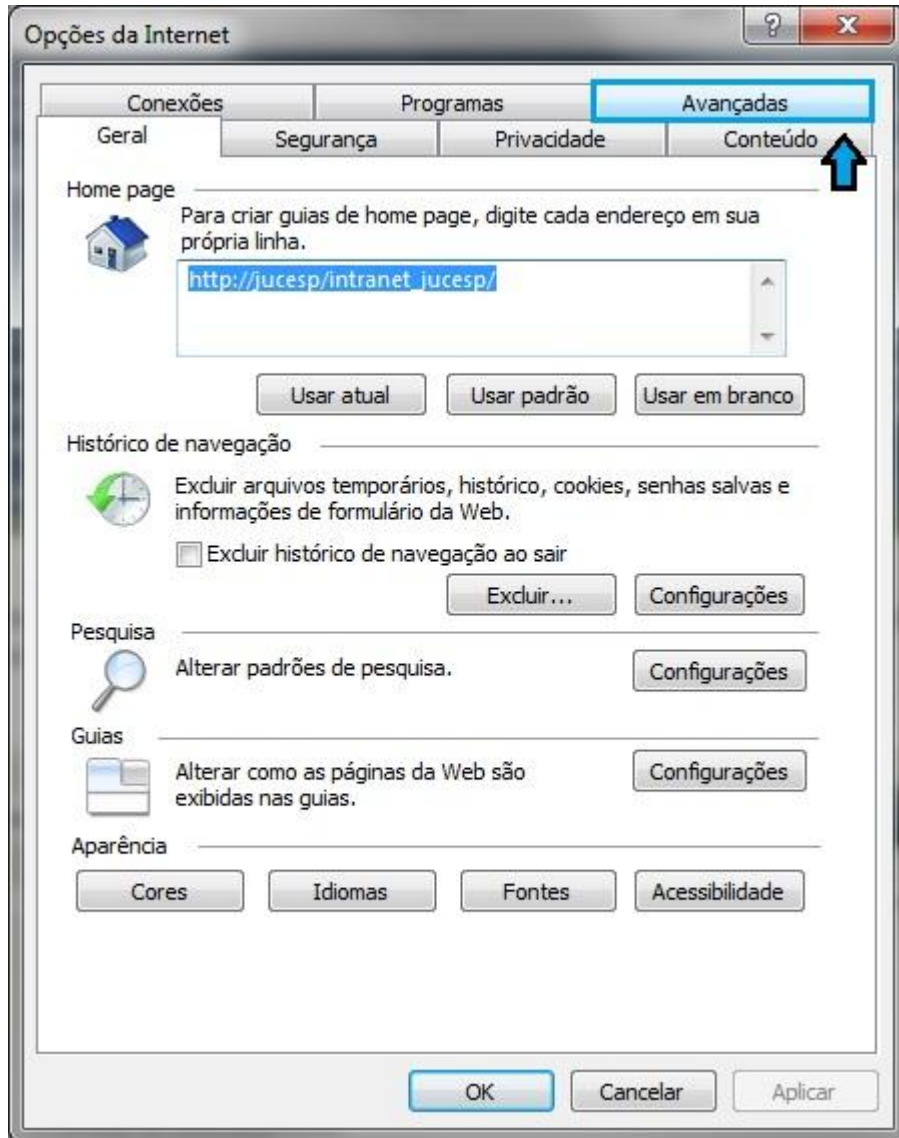 Opções da Internet
Conexões Programas Avançadas
Geral Segurança Privacidade Conteúdo
Home page
Para criar guias de home page, digite cada endereço em sua
própria linha.
http://jucesp/intranet_jucesp/
Usar atual Usar padrão Usar em branco
Histórico de navegação
Excluir arquivos temporários, histórico, cookies, senhas salvas e
informações de formulário da Web.
Excluir histórico de navegação ao sair
Excluir... Configurações
Pesquisa
Alterar padrões de pesquisa.
Configurações
Guias
Alterar como as páginas da Web são
exibidas nas guias.
Configurações
Aparência
Cores Idiomas Fontes Acessibilidade
OK Cancelar Aplicar